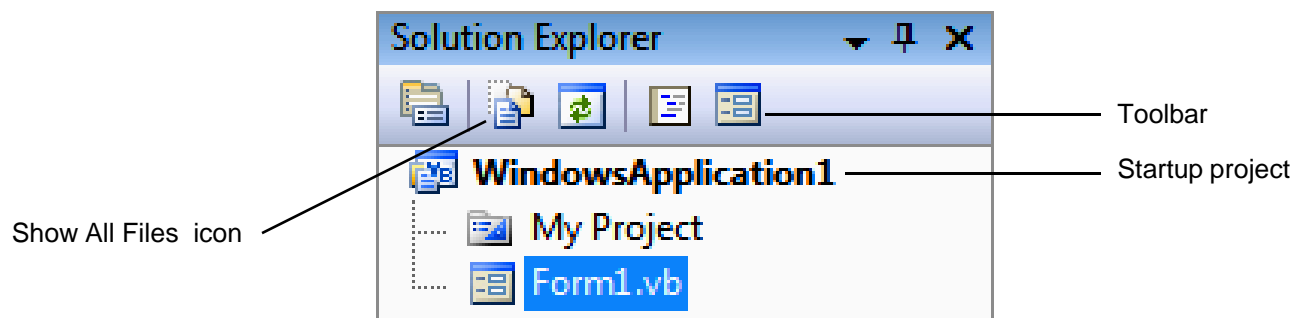 Solution Explorer
Toolbar
WindowsApplication1
Startup project
My Project
Show All Files icon
Form1.vb